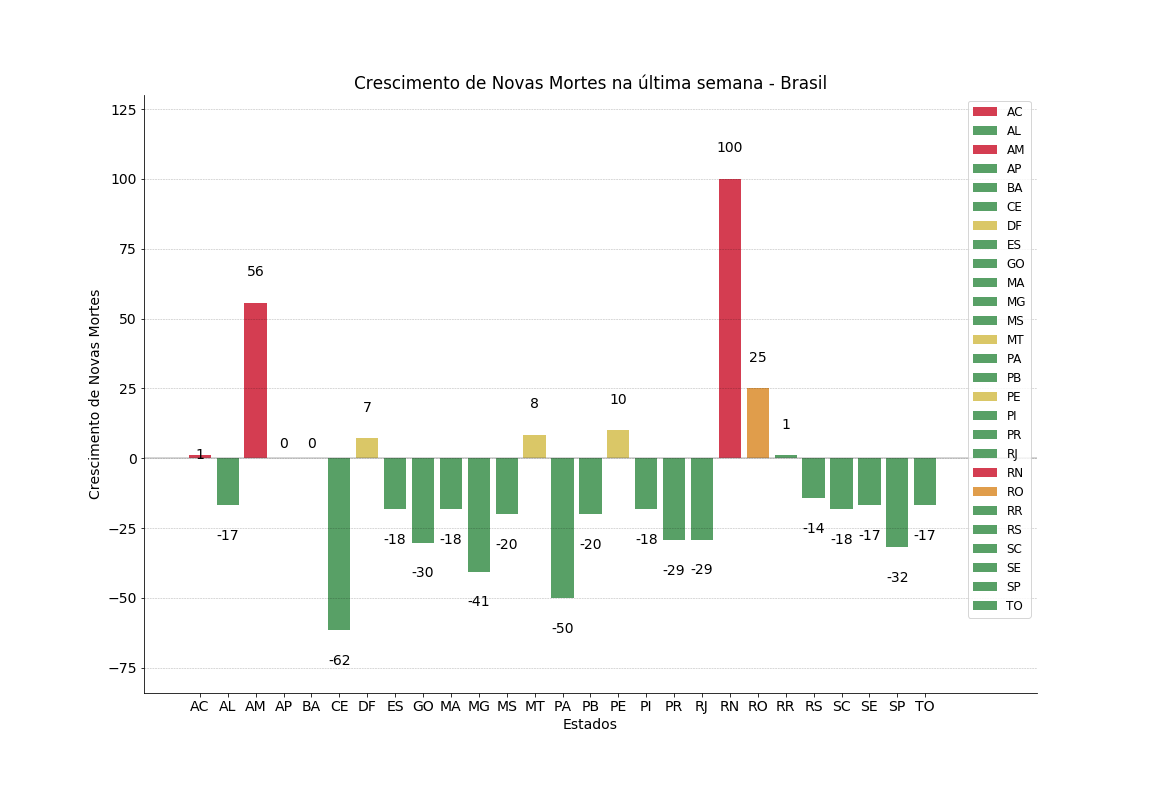 Crescimento de Novas Mortes na última semana - Brasil
Crescimento de Novas Mortes
125
100
75
50
25
0
−25
−50
−75
1
-17
56
0
0
-62
7
-18
-30
-18
-41
-20
8
-50
-20
10
-18
-29
-29
100
25
1
-14
-18
-17
-32
-17
AC AL AM AP BA CE DF ES GO MA MG MS MT PA PB PE PI PR RJ RN RO RR RS SC SE SP TO
Estados
AC
AL
AM
AP
BA
CE
DF
ES
GO
MA
MG
MS
MT
PA
PB
PE
PI
PR
RJ
RN
RO
RR
RS
SC
SE
SP
TO